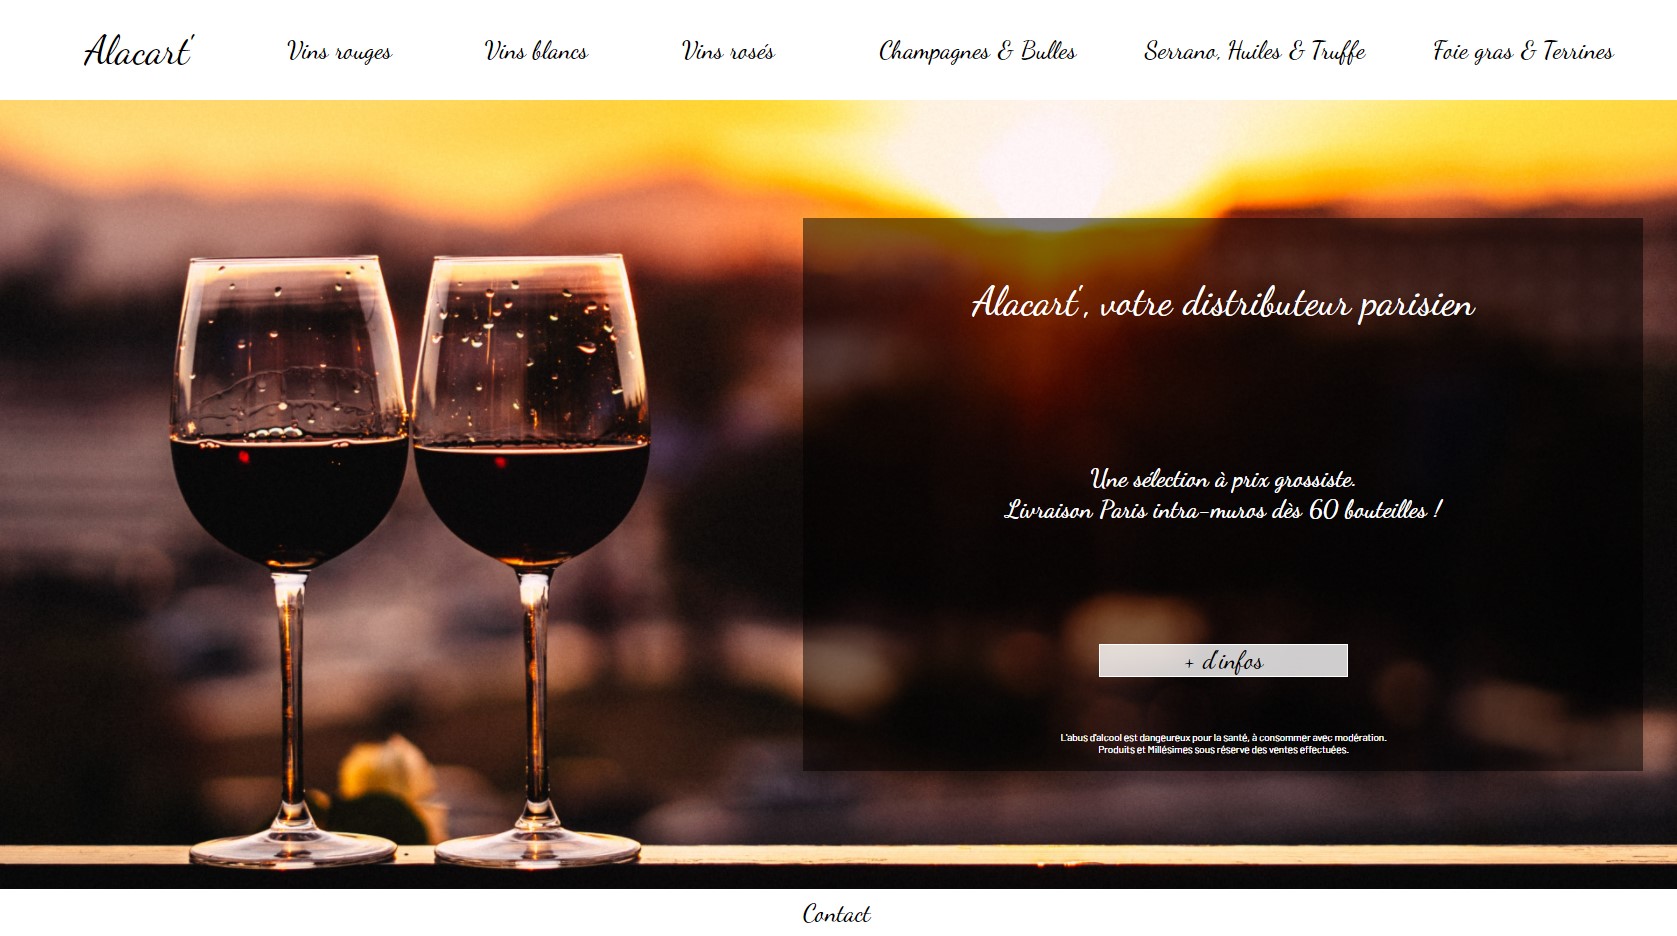 Alacart'
Vins rouges
Vins blancs
Vins rosés
Champagnes & Bulles
Serrano, Huiles & Truffe
Foie gras & Terrines
Alacart', votre distributeur parisien
Une sélection à prix grossiste.
Livraison Paris intra-muros dès 60 bouteilles !
+ d'infos
L'abus d'alcool est dangeureux pour la santé, à consommer avec modération.
Produits et Millésimes sous réserve des ventes effectuées.
Contact